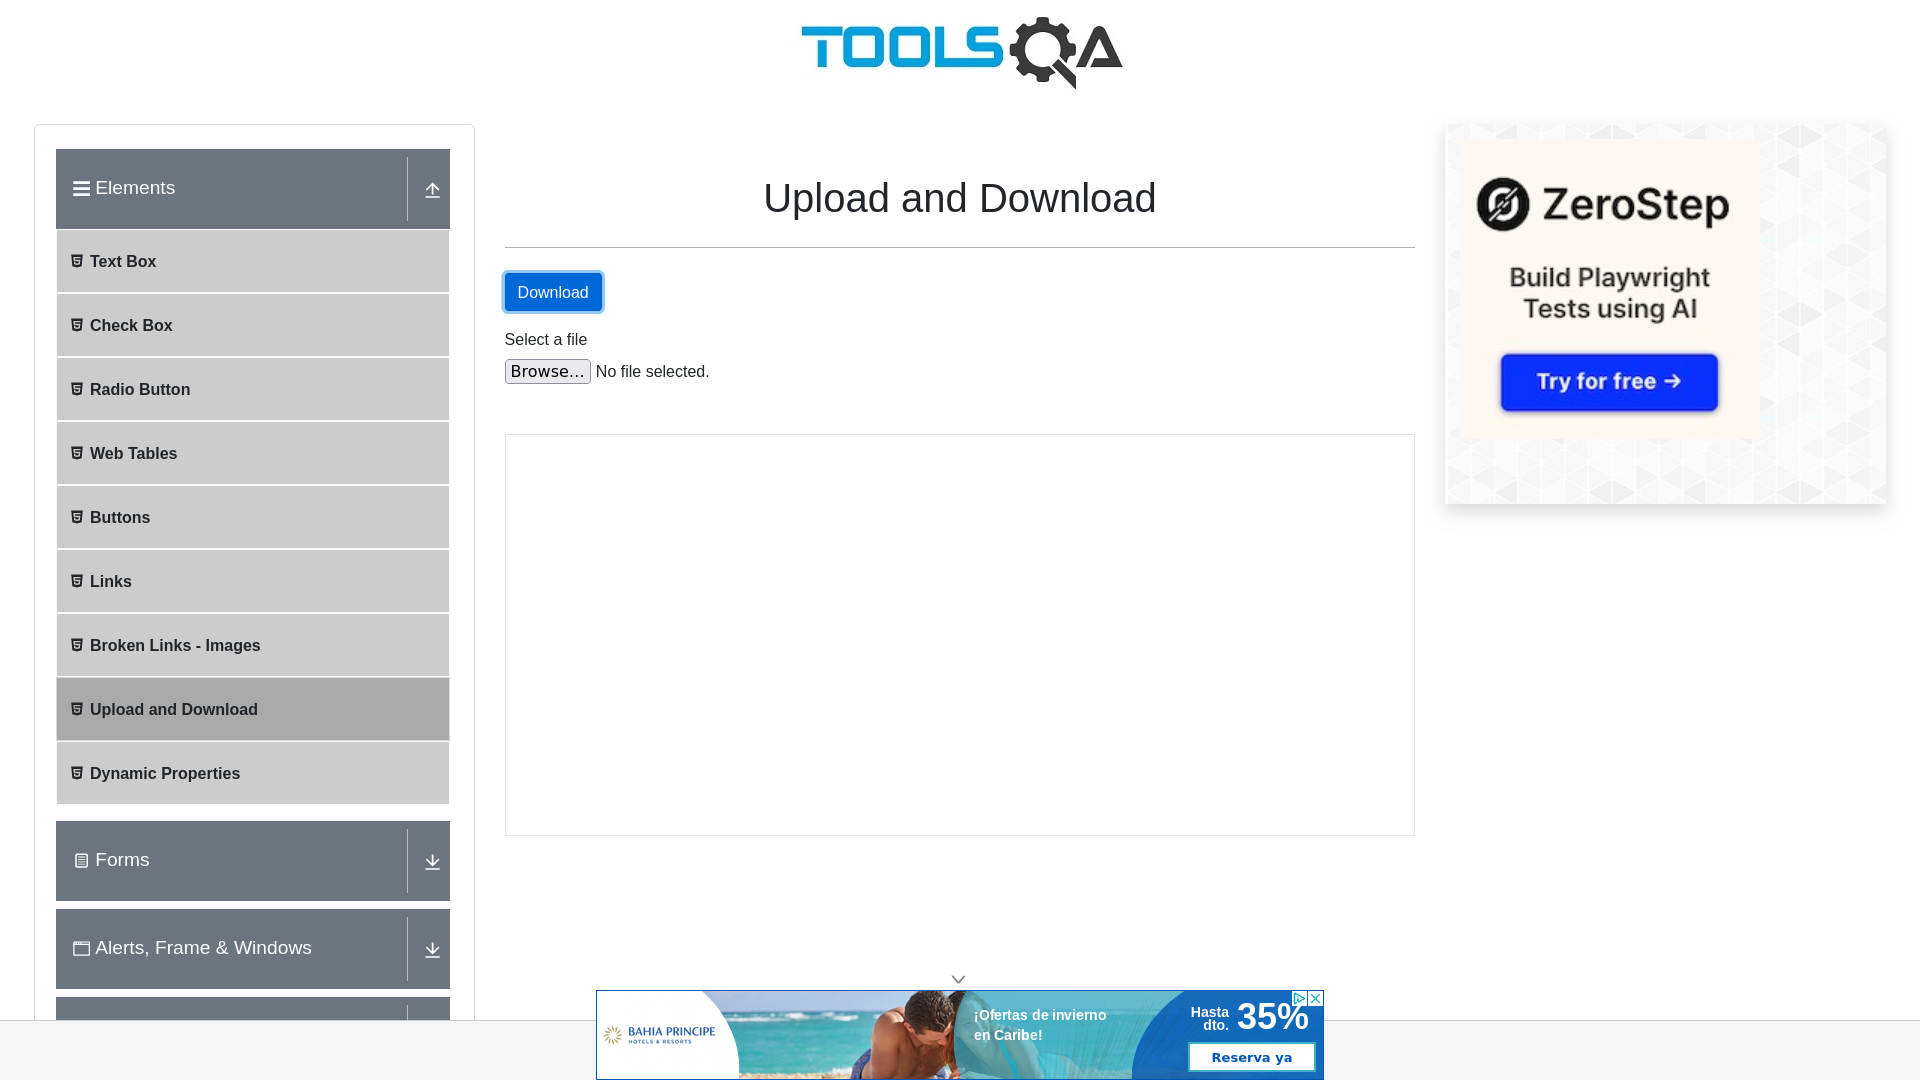 TOOLSQA
Elements
Text Box
Check Box
Radio Button
Web Tables
Buttons
Links
Broken Links - Images
Upload and Download
Dynamic Properties
Forms
Alerts, Frame & Windows
Upload and Download
Download
Select a file
Browse... No file selected.
ZeroStep
Build Playwright
Tests using AI
Try for free →
BAHIA PRINCIPE
HOTELS & RESORTS
¡Ofertas de invierno
en Caribe!
Hasta
dto.
35%
Reserva ya